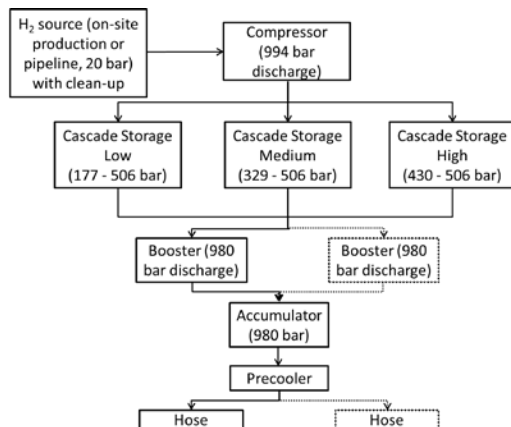 H2 source (on-site
production or
pipeline, 20 bar)
with clean-up
Compressor
(994 bar
discharge)
Cascade Storage
Low
(177 - 506 bar)
Cascade Storage
Medium
(329 - 506 bar)
Cascade Storage
High
(430 - 506 bar)
Booster (980
bar discharge)
Booster (980
bar discharge)
Accumulator
(980 bar)
Precooler
Hose
Hose